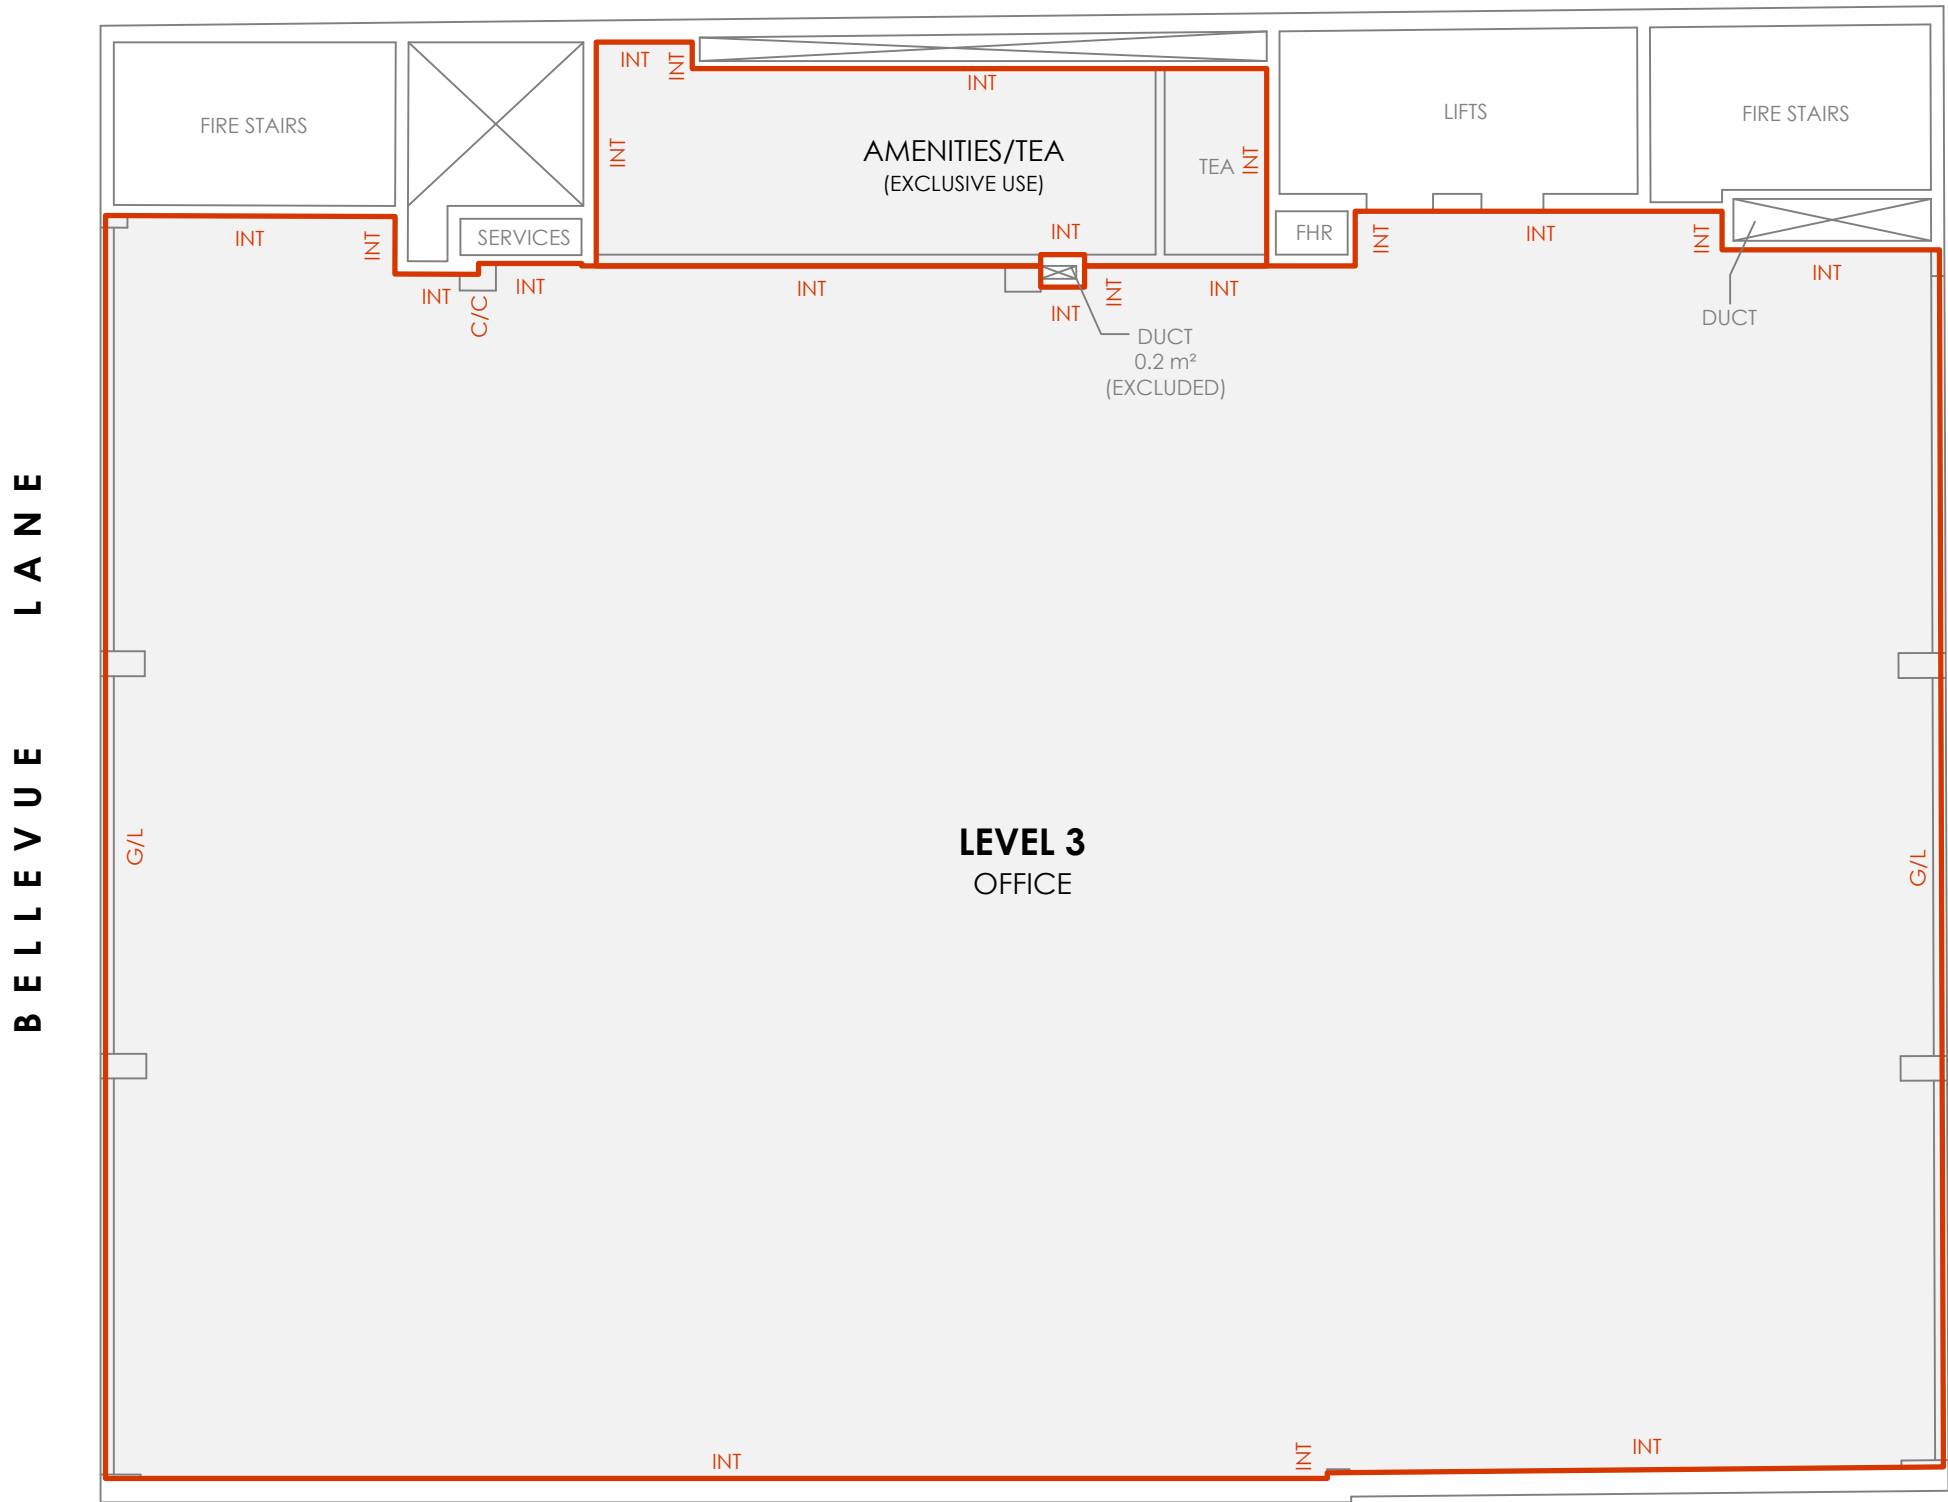 INT
INT
INT
FIRE STAIRS
LIFTS
FIRE STAIRS
AMENITIES/TEA
(EXCLUSIVE USE)
INT
TEA
INT
INT
INT
SERVICES
INT
FHR
INT
INT
INT
INT
INT
C/C
INT
INT
INT
INT
INT
INT
DUCT
DUCT
0.2 m²
(EXCLUDED)
BELLEVUE LANE
G/L
LEVEL 3
OFFICE
G/L
INT
INT
INT